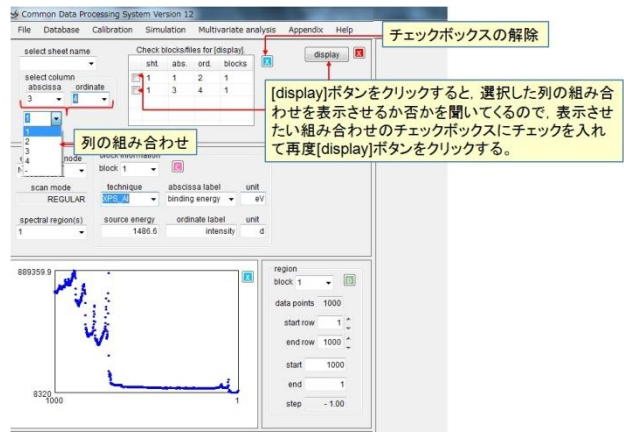 Common Data Processing System Version 12
File Database Calibration Simulation Multivariate analysis Appendix Help
チェックボックスの解除
select sheet name
Check blocks/files for [display].
sht. abs. ord. blocks
X
display
X
1 1 2 1
1 3 4 1
select column
abscissa ordinate
3 4
[display]ボタンをクリックすると, 選択した列の組み合
わせを表示させるか否かを聞いてくるので, 表示させ
たい組み合わせのチェックボックスにチェックを入れ
て再度[display]ボタンをクリックする。
1
1
2
3
4
列の組み合わせ
node
block information
block 1
C
scan mode
REGULAR
technique
XPS_Al
abscissa label
binding energy
unit
eV
spectral region(s)
1
source energy
1486.6
ordinate label
intensity
unit
d
889359.9
X
8320
1000 1
region
block 1
data points 1000
start row 1
end row 1000
start 1000
end 1
step - 1.00